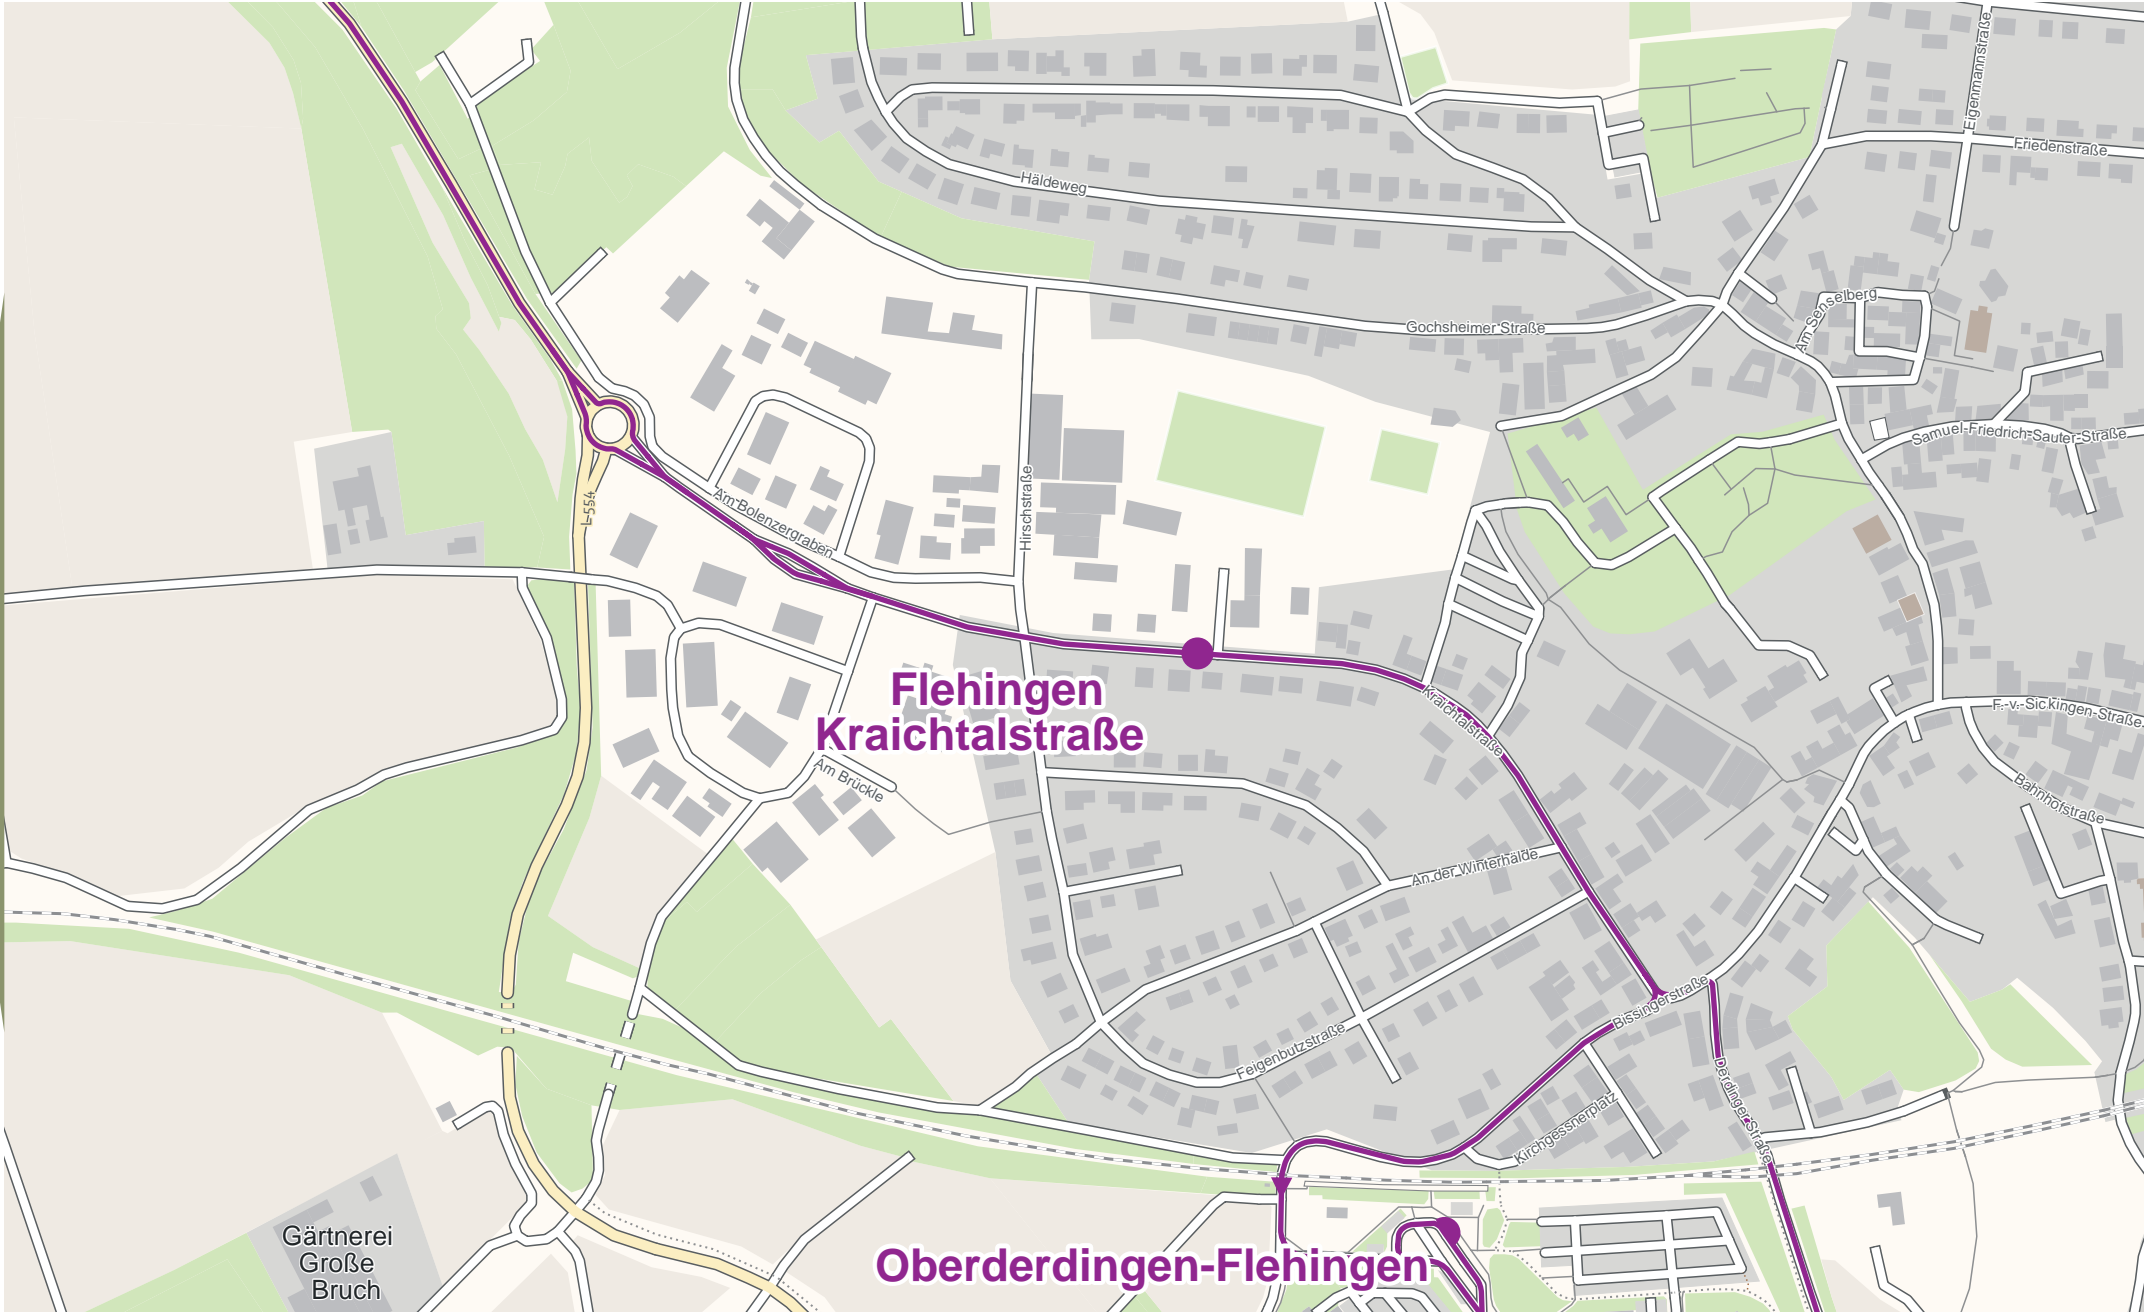 Eigenmannstraße
Friedenstraße
Häldeweg
Am Senselberg
Gochsheimer Straße
Samuel-Friedrich-Sauter-Straße
L 554
Am Bolenzergraben
Hirschstraße
Flehingen
Kraichtalstraße
Kraichtalstraße
F.-v.-Sickingen-Straße
Am Brückle
Bahnhofstraße
An der Winterhälde
Bissingerstraße
Feigenbutzstraße
Derdinger Straße
Kirchgessnerplatz
Gärtnerei
Große
Bruch
Oberderdingen-Flehingen